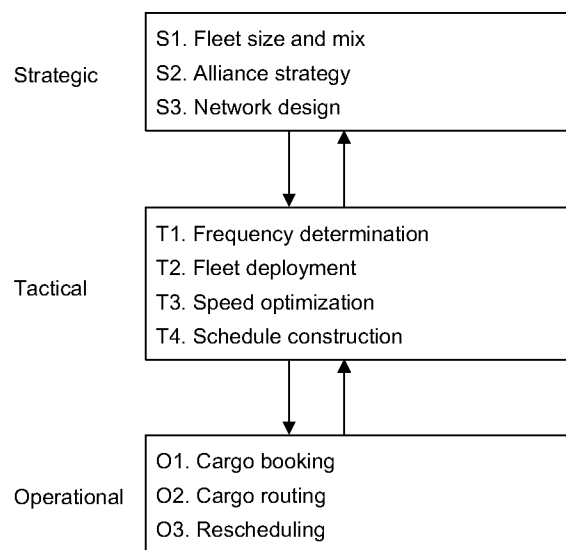 Strategic
S1. Fleet size and mix
S2. Alliance strategy
S3. Network design
Tactical
T1. Frequency determination
T2. Fleet deployment
T3. Speed optimization
T4. Schedule construction
Operational
O1. Cargo booking
O2. Cargo routing
O3. Rescheduling